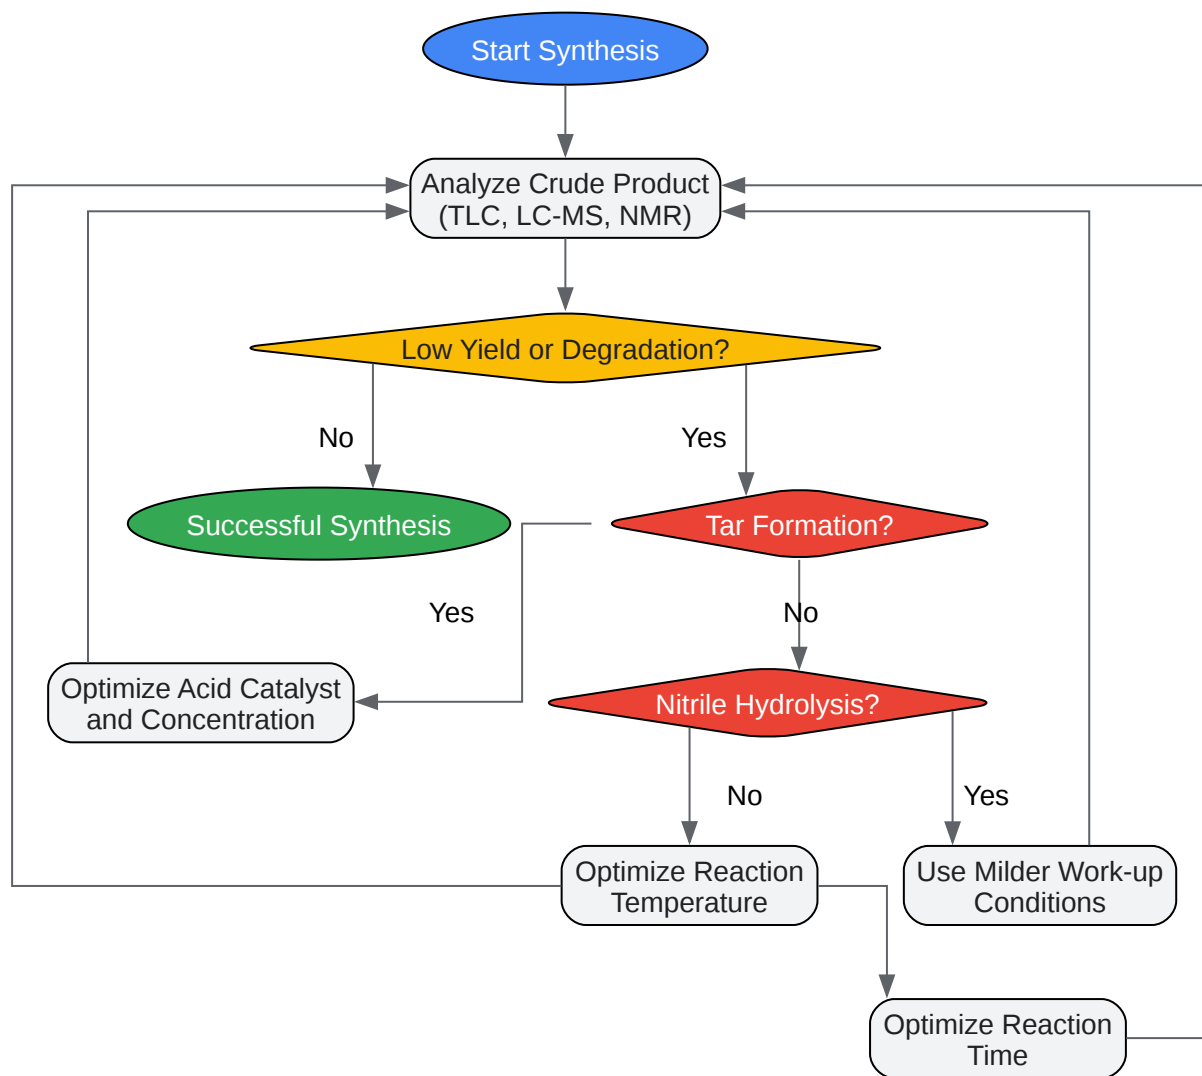 Start Synthesis
Analyze Crude Product
(TLC, LC-MS, NMR)
Low Yield or Degradation?
No
Yes
Successful Synthesis
Tar Formation?
Yes
No
Optimize Acid Catalyst
and Concentration
Nitrile Hydrolysis?
No
Yes
Optimize Reaction
Temperature
Use Milder Work-up
Conditions
Optimize Reaction
Time